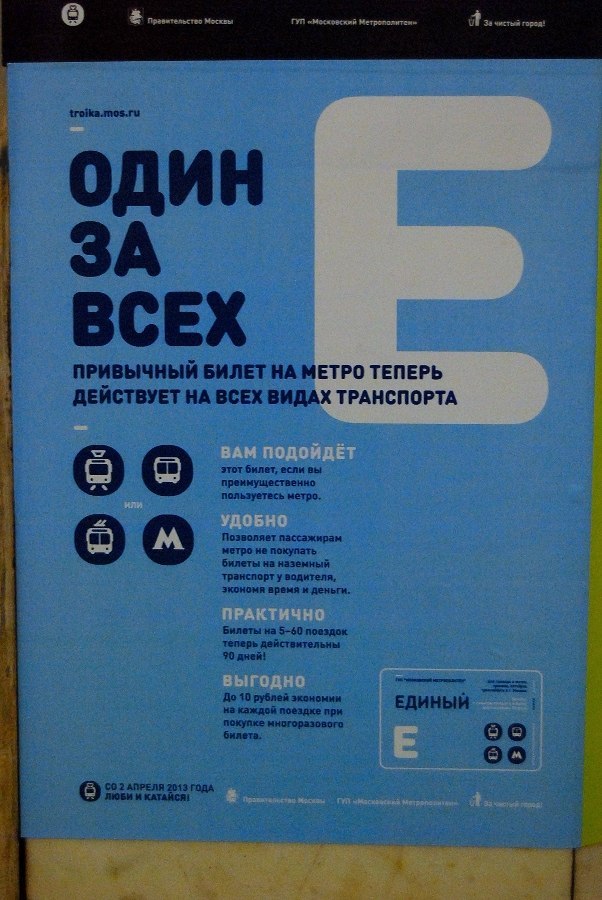 Правительство Москвы
ГУП «Московский Метрополитен»
За чистый город!
troika.mos.ru
ОДИН
ЗА
ВСЕХ
Е
ПРИВЫЧНЫЙ БИЛЕТ НА МЕТРО ТЕПЕРЬ
ДЕЙСТВУЕТ НА ВСЕХ ВИДАХ ТРАНСПОРТА
или
М
ВАМ ПОДОЙДЁТ
этот билет, если вы
преимущественно
пользуетесь метро.
УДОБНО
Позволяет пассажирам
метро не покупать
билеты на наземный
транспорт у водителя,
экономя время и деньги.
ПРАКТИЧНО
Билеты на 5–60 поездок
теперь действительны
90 дней!
ВЫГОДНО
До 10 рублей экономии
на каждой поездке при
покупке многоразового
билета.
ЕДИНЫЙ
Е
М
СО 2 АПРЕЛЯ 2013 ГОДА
ЛЮБИ И КАТАЙСЯ!
Правительство Москвы
ГУП «Московский Метрополитен»
За чистый город!